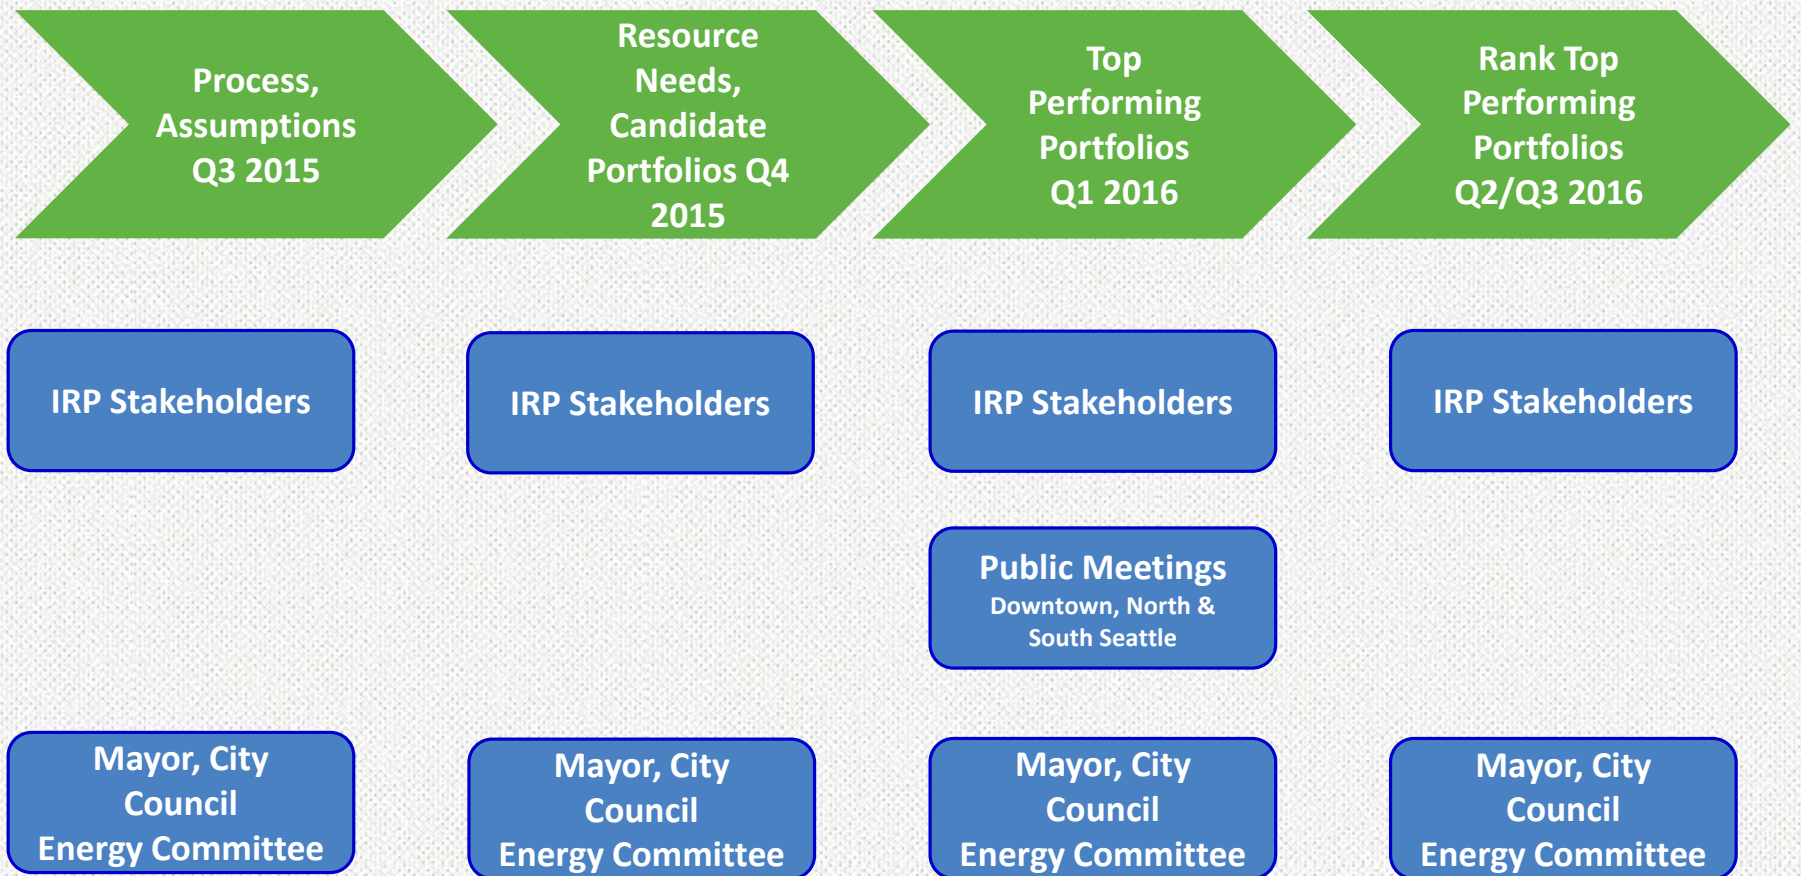 Process,
Assumptions
Q3 2015
Resource
Needs,
Candidate
Portfolios Q4
2015
Top
Performing
Portfolios
Q1 2016
Rank Top
Performing
Portfolios
Q2/Q3 2016
IRP Stakeholders
IRP Stakeholders
IRP Stakeholders
IRP Stakeholders
Public Meetings
Downtown, North &
South Seattle
Mayor, City
Council
Energy Committee
Mayor, City
Council
Energy Committee
Mayor, City
Council
Energy Committee
Mayor, City
Council
Energy Committee